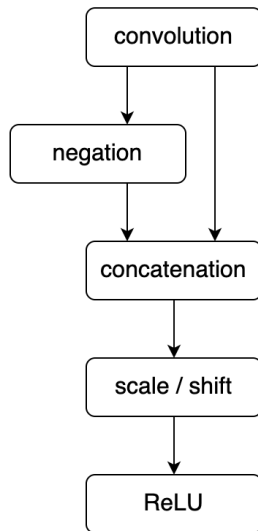 convolution
negation
concatenation
scale / shift
ReLU